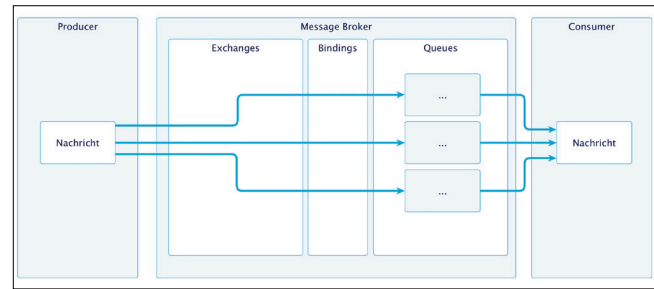 Producer
Message Broker
Consumer
Exchanges
Bindings
Queues
...
Nachricht
...
Nachricht
...